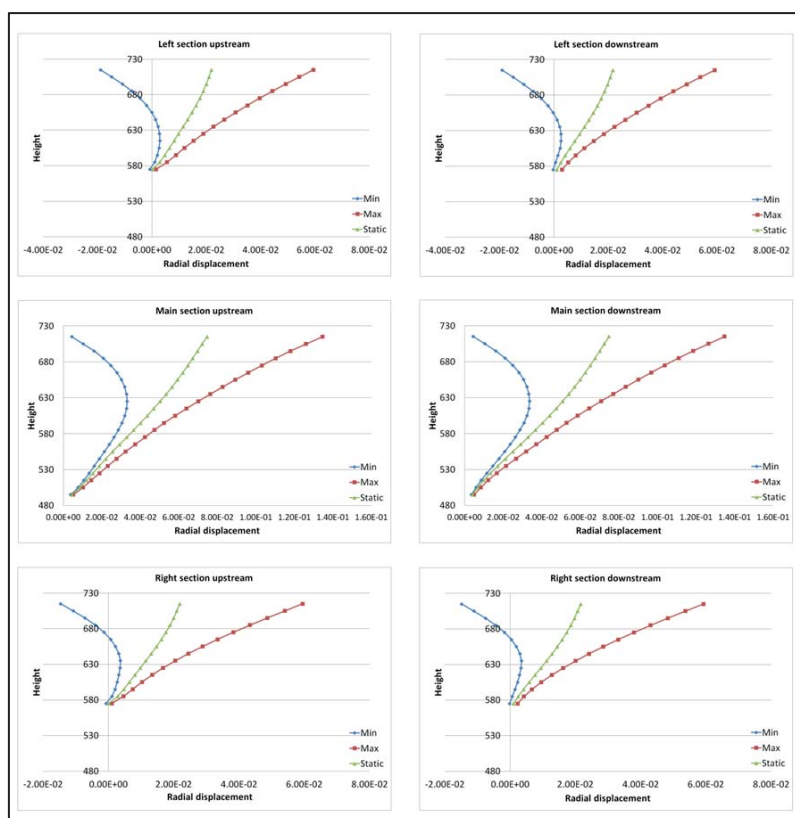 Left section upstream
730
680
630
580
530
480
Height
Min
Max
Static
-4.00E-02 -2.00E-02 0.00E+00 2.00E-02 4.00E-02 6.00E-02 8.00E-02
Radial displacement
Left section downstream
730
680
630
580
530
480
Height
Min
Max
Static
-4.00E-02 -2.00E-02 0.00E+00 2.00E-02 4.00E-02 6.00E-02 8.00E-02
Radial displacement
Main section upstream
730
680
630
580
530
480
Height
Min
Max
Static
0.00E+00 2.00E-02 4.00E-02 6.00E-02 8.00E-02 1.00E-01 1.20E-01 1.40E-01 1.60E-01
Radial displacement
Main section downstream
730
680
630
580
530
480
Height
Min
Max
Static
0.00E+00 2.00E-02 4.00E-02 6.00E-02 8.00E-02 1.00E-01 1.20E-01 1.40E-01 1.60E-01
Radial displacement
Right section upstream
730
680
630
580
530
480
Height
Min
Max
Static
-2.00E-02 0.00E+00 2.00E-02 4.00E-02 6.00E-02 8.00E-02
Radial displacement
Right section downstream
730
680
630
580
530
480
Height
Min
Max
Static
-2.00E-02 0.00E+00 2.00E-02 4.00E-02 6.00E-02 8.00E-02
Radial displacement